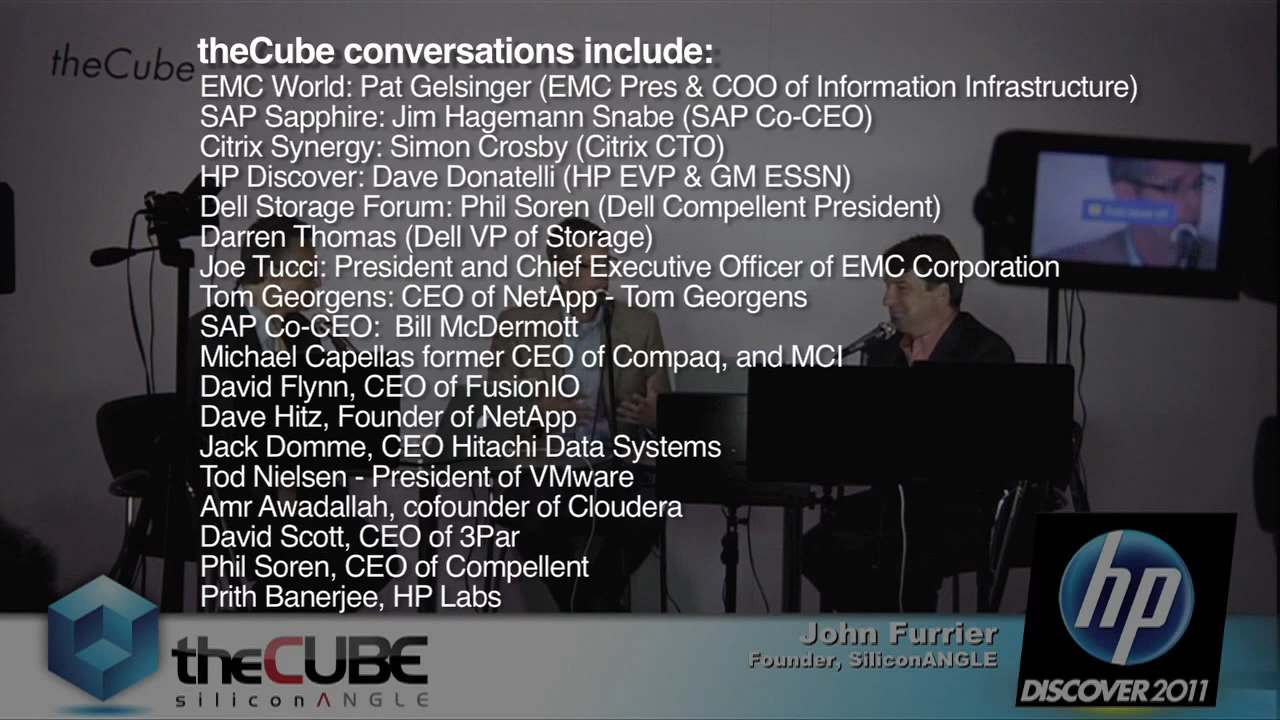 theCube
theCube conversations include:
EMC World: Pat Gelsinger (EMC Pres & COO of Information Infrastructure)
SAP Sapphire: Jim Hagemann Snabe (SAP Co-CEO)
Citrix Synergy: Simon Crosby (Citrix CTO)
HP Discover: Dave Donatelli (HP EVP & GM ESSN)
Dell Storage Forum: Phil Soren (Dell Compellent President)
Darren Thomas (Dell VP of Storage)
Joe Tucci: President and Chief Executive Officer of EMC Corporation
Tom Georgens: CEO of NetApp - Tom Georgens
SAP Co-CEO:  Bill McDermott
Michael Capellas former CEO of Compaq, and MCI
David Flynn, CEO of FusionIO
Dave Hitz, Founder of NetApp
Jack Domme, CEO Hitachi Data Systems
Tod Nielsen - President of VMware
Amr Awadallah, cofounder of Cloudera
David Scott, CEO of 3Par
Phil Soren, CEO of Compellent
Prith Banerjee, HP Labs
theCUBE
siliconANGLE
John Furrier
Founder, SiliconANGLE
hp
DISCOVER 2011